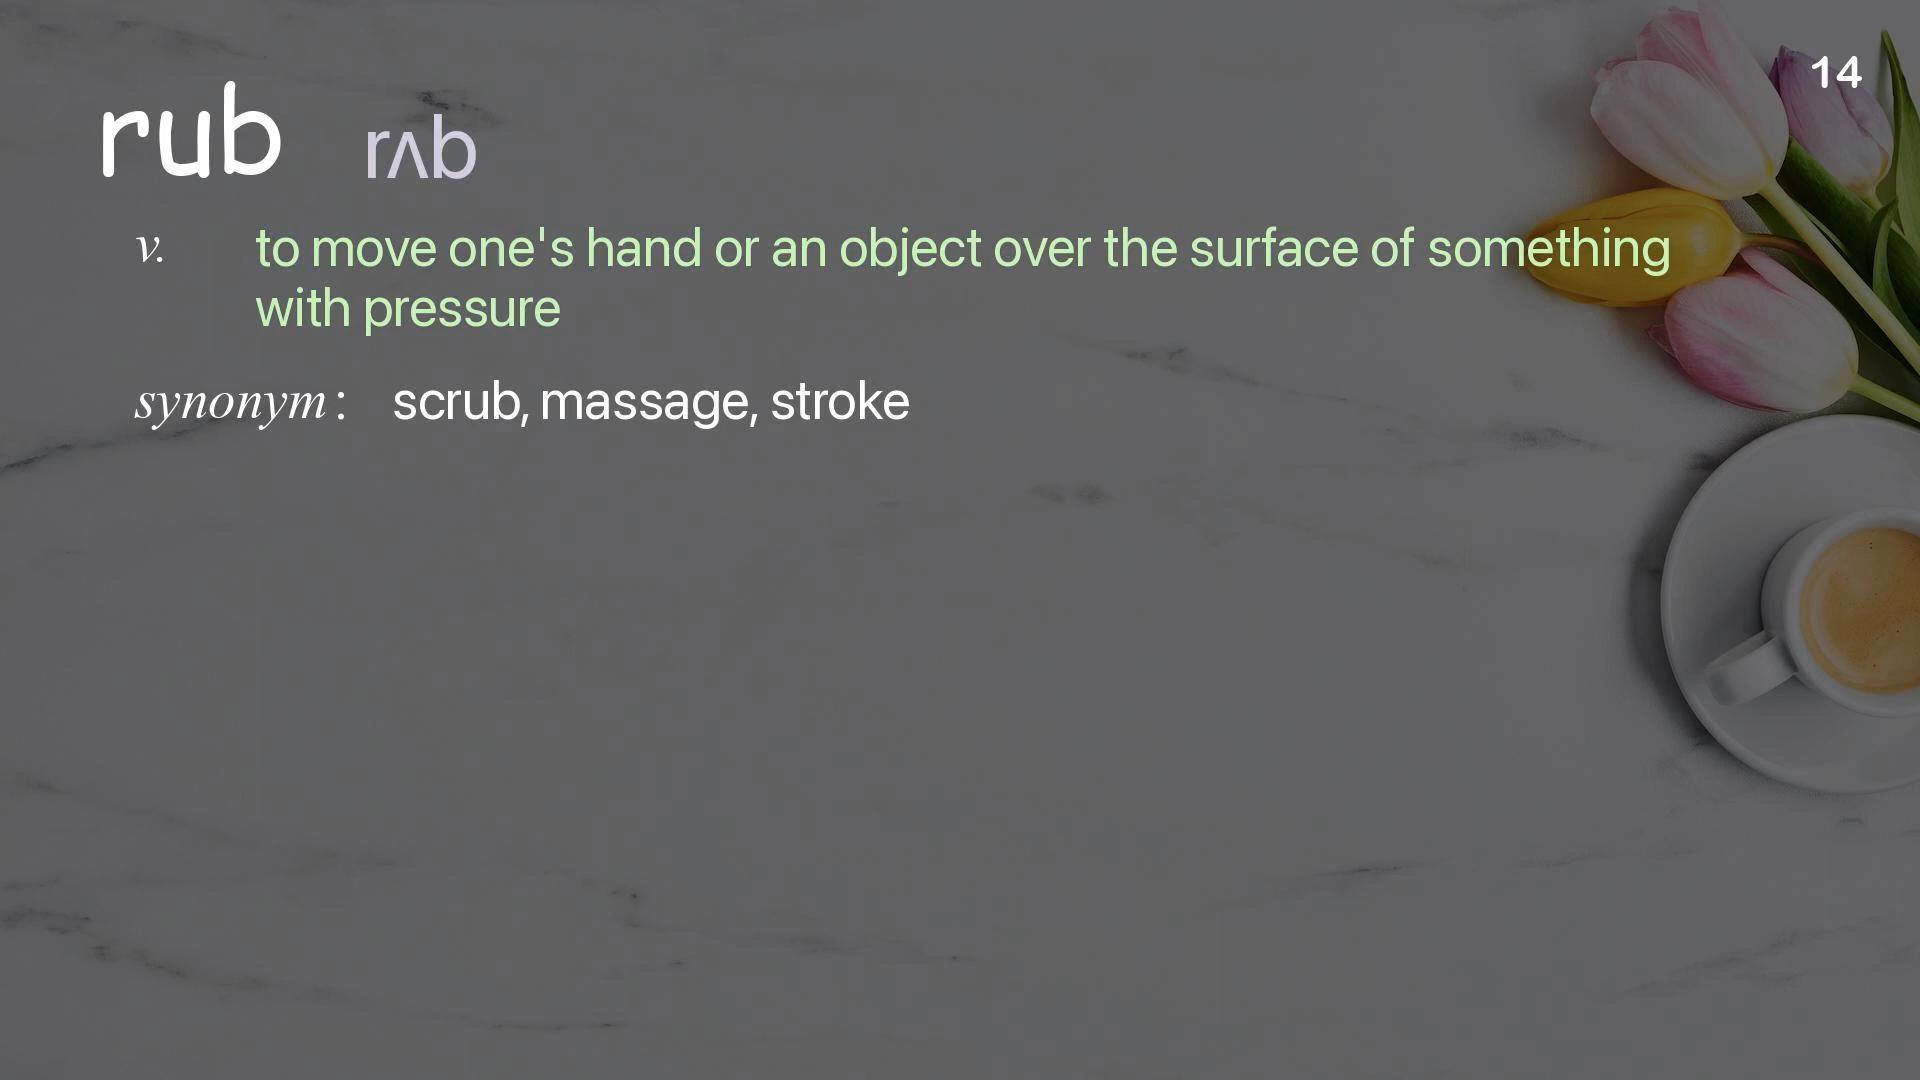 14
rub rʌb
v. to move one's hand or an object over the surface of something
with pressure
synonym: scrub, massage, stroke